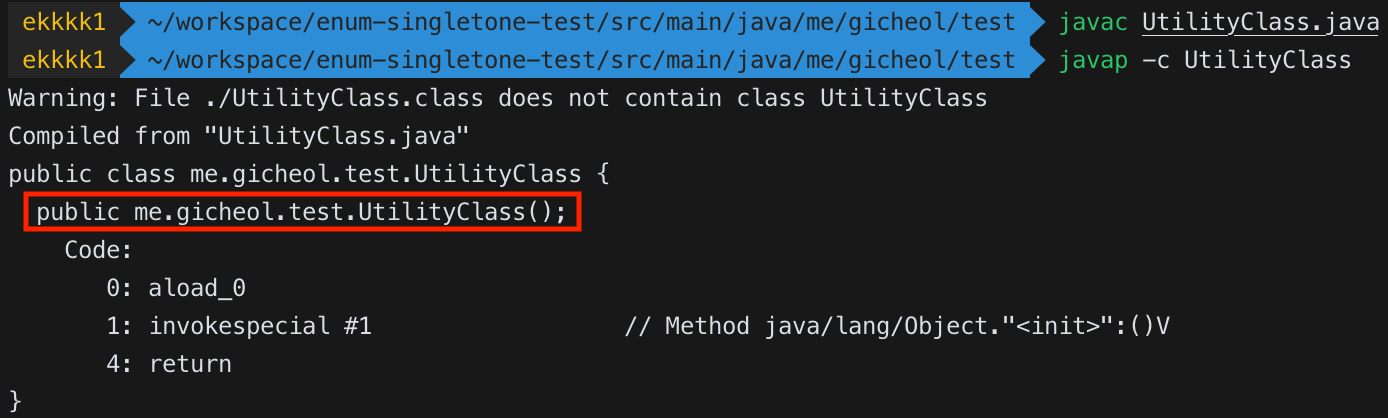 ekkkk1 ~/workspace/enum-singletone-test/src/main/java/me/gicheol/test javac UtilityClass.java
ekkkk1 ~/workspace/enum-singletone-test/src/main/java/me/gicheol/test javap -c UtilityClass
Warning: File ./UtilityClass.class does not contain class UtilityClass
Compiled from "UtilityClass.java"
public class me.gicheol.test.UtilityClass {
  public me.gicheol.test.UtilityClass();
    Code:
       0: aload_0
       1: invokespecial #1                  // Method java/lang/Object."<init>":()V
       4: return
}